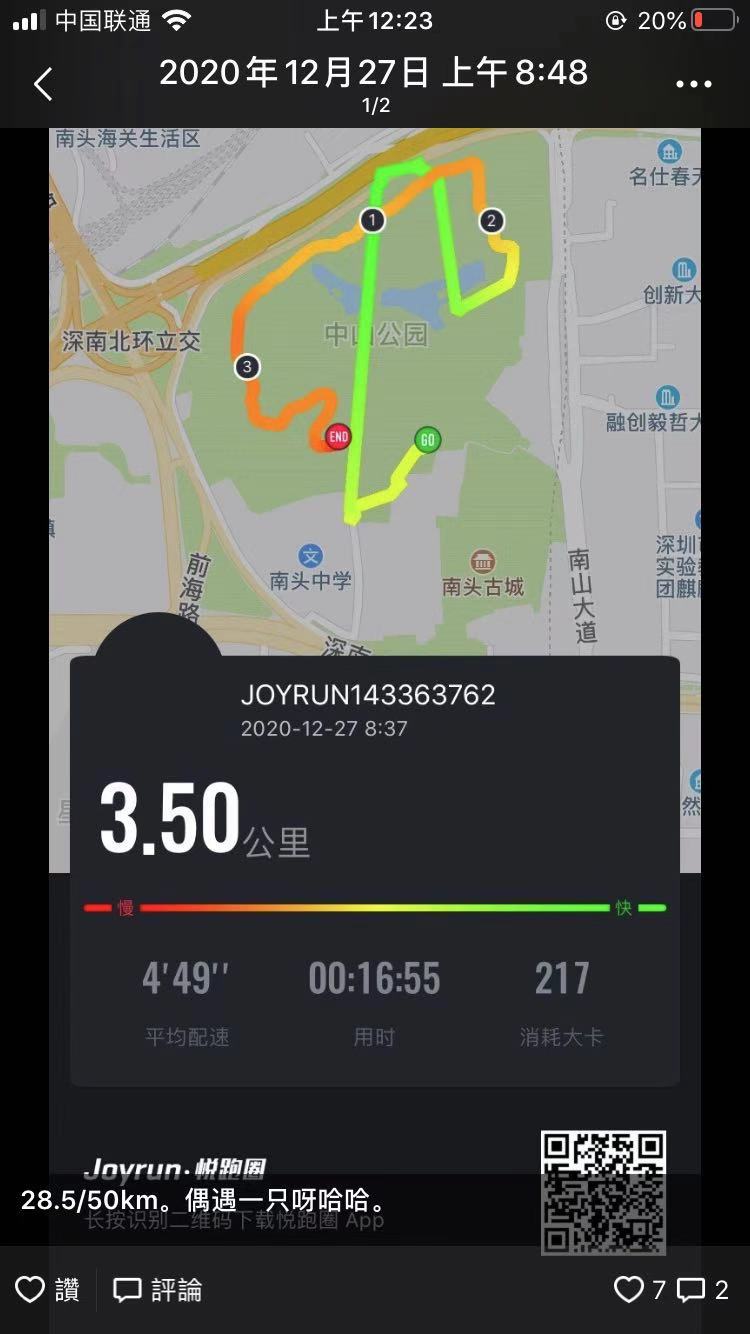 中国联通
上午12:23
20%
2020年12月27日 上午8:48
1/2
南头海关生活区
名仕春天
1
2
创新大
深南北环立交
中山公园
3
融创毅哲大
END
GO
南头中学
南头古城
南山大道
深圳
实验
团麒麟
前海路
深南
JOYRUN143363762
2020-12-27 8:37
3.50公里
然
慢
快
4'49''
00:16:55
217
平均配速
用时
消耗大卡
Joyrun·悦跑圈
28.5/50km。偶遇一只呀哈哈。
长按识别二维码下载悦跑圈 App
讚
評論
7
2